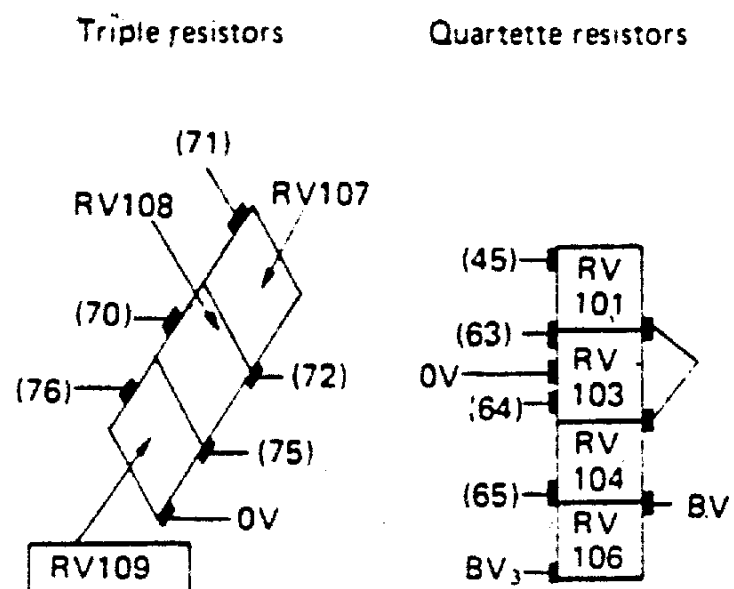 Triple resistors
Quartette resistors
(71)
RV107
RV108
(70)
(76)
(72)
(75)
0V
RV109
(45)
RV
101
(63)
0V
RV
103
(64)
RV
104
(65)
BV
RV
106
BV₃